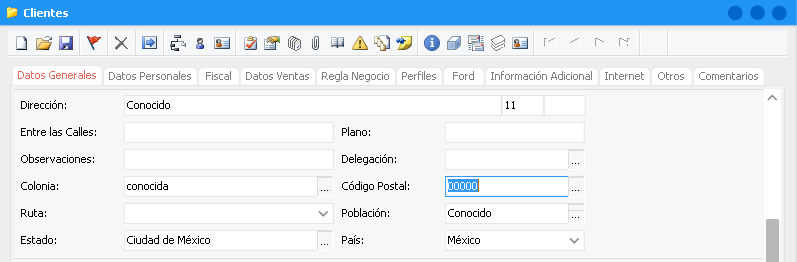 Clientes
Datos Generales Datos Personales Fiscal Datos Ventas Regla Negocio Perfiles Ford Información Adicional Internet Otros Comentarios
Dirección: Conocido 11
Entre las Calles: Plano:
Observaciones: Delegación: ...
Colonia: conocida ... Código Postal: 00000 ...
Ruta: Población: Conocido ...
Estado: Ciudad de México ... País: México